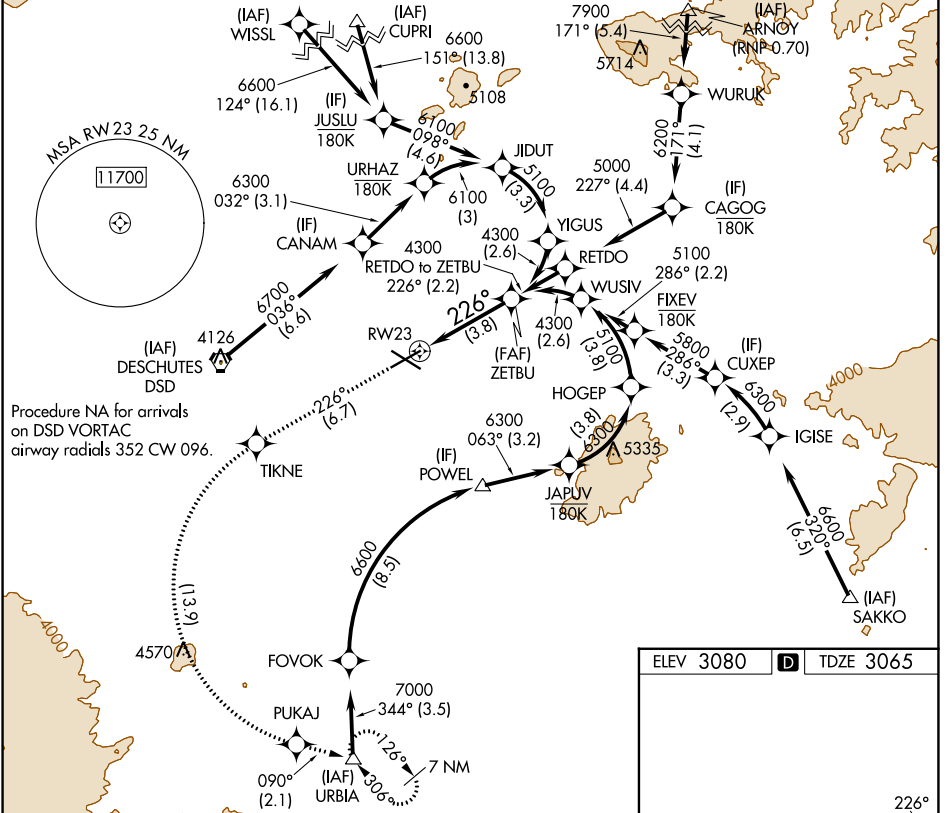 (IAF)
WISSL
(IAF)
CUPRI
6600
151° (13.8)
6600
124° (16.1)
7900
171° (5.4)
(IAF)
ARNOY
(RNP 0.70)
5714
5108
WURUK
(IF)
JUSLU
180K
6100
098°
(4.6)
6200
171°
(4.1)
MSA RW23 25 NM
11700
JIDUT
URHAZ
180K
6100
(3)
5100
(3.3)
5000
227° (4.4)
(IF)
CAGOG
180K
6300
032° (3.1)
(IF)
CANAM
YIGUS
4300
RETDO to ZETBU
226° (2.2)
4300
(2.6)
RETDO
5100
286° (2.2)
WUSIV
FIXEV
180K
6700
036°
(6.6)
226°
(3.8)
4300
(2.6)
5100
(3.8)
5800
286°
(3.3)
(IF)
CUXEP
RW23
(FAF)
ZETBU
4126
(IAF)
DESCHUTES
DSD
HOGEP
6300
(2.9)
4000
Procedure NA for arrivals
on DSD VORTAC
airway radials 352 CW 096.
226°
(6.7)
TIKNE
6300
063° (3.2)
(IF)
POWEL
(3.8)
6300
5335
IGISE
JAPUV
180K
6600
320°
(6.5)
(IAF)
SAKKO
6600
(8.5)
(13.9)
4000
4570
FOVOK
ELEV 3080
D
TDZE 3065
7000
344° (3.5)
PUKAJ
090°
(2.1)
(IAF)
URBIA
126°
306°
7 NM
226°